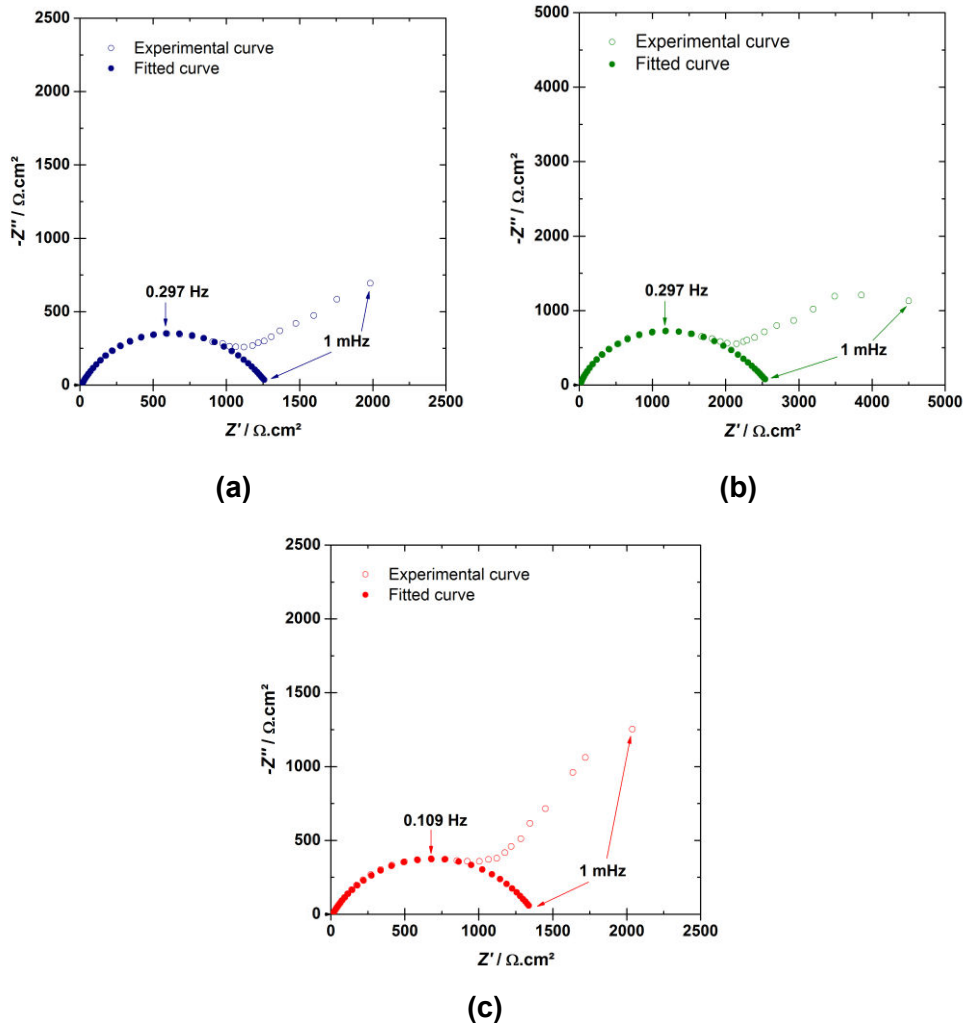 2500
2000
1500
1000
500
0
-Z'' / Ω.cm²
Experimental curve
Fitted curve
0.297 Hz
1 mHz
0 500 1000 1500 2000 2500
Z' / Ω.cm²
(a)
5000
4000
3000
2000
1000
0
-Z'' / Ω.cm²
Experimental curve
Fitted curve
0.297 Hz
1 mHz
0 1000 2000 3000 4000 5000
Z' / Ω.cm²
(b)
2500
2000
1500
1000
500
0
-Z'' / Ω.cm²
Experimental curve
Fitted curve
0.109 Hz
1 mHz
0 500 1000 1500 2000 2500
Z' / Ω.cm²
(c)